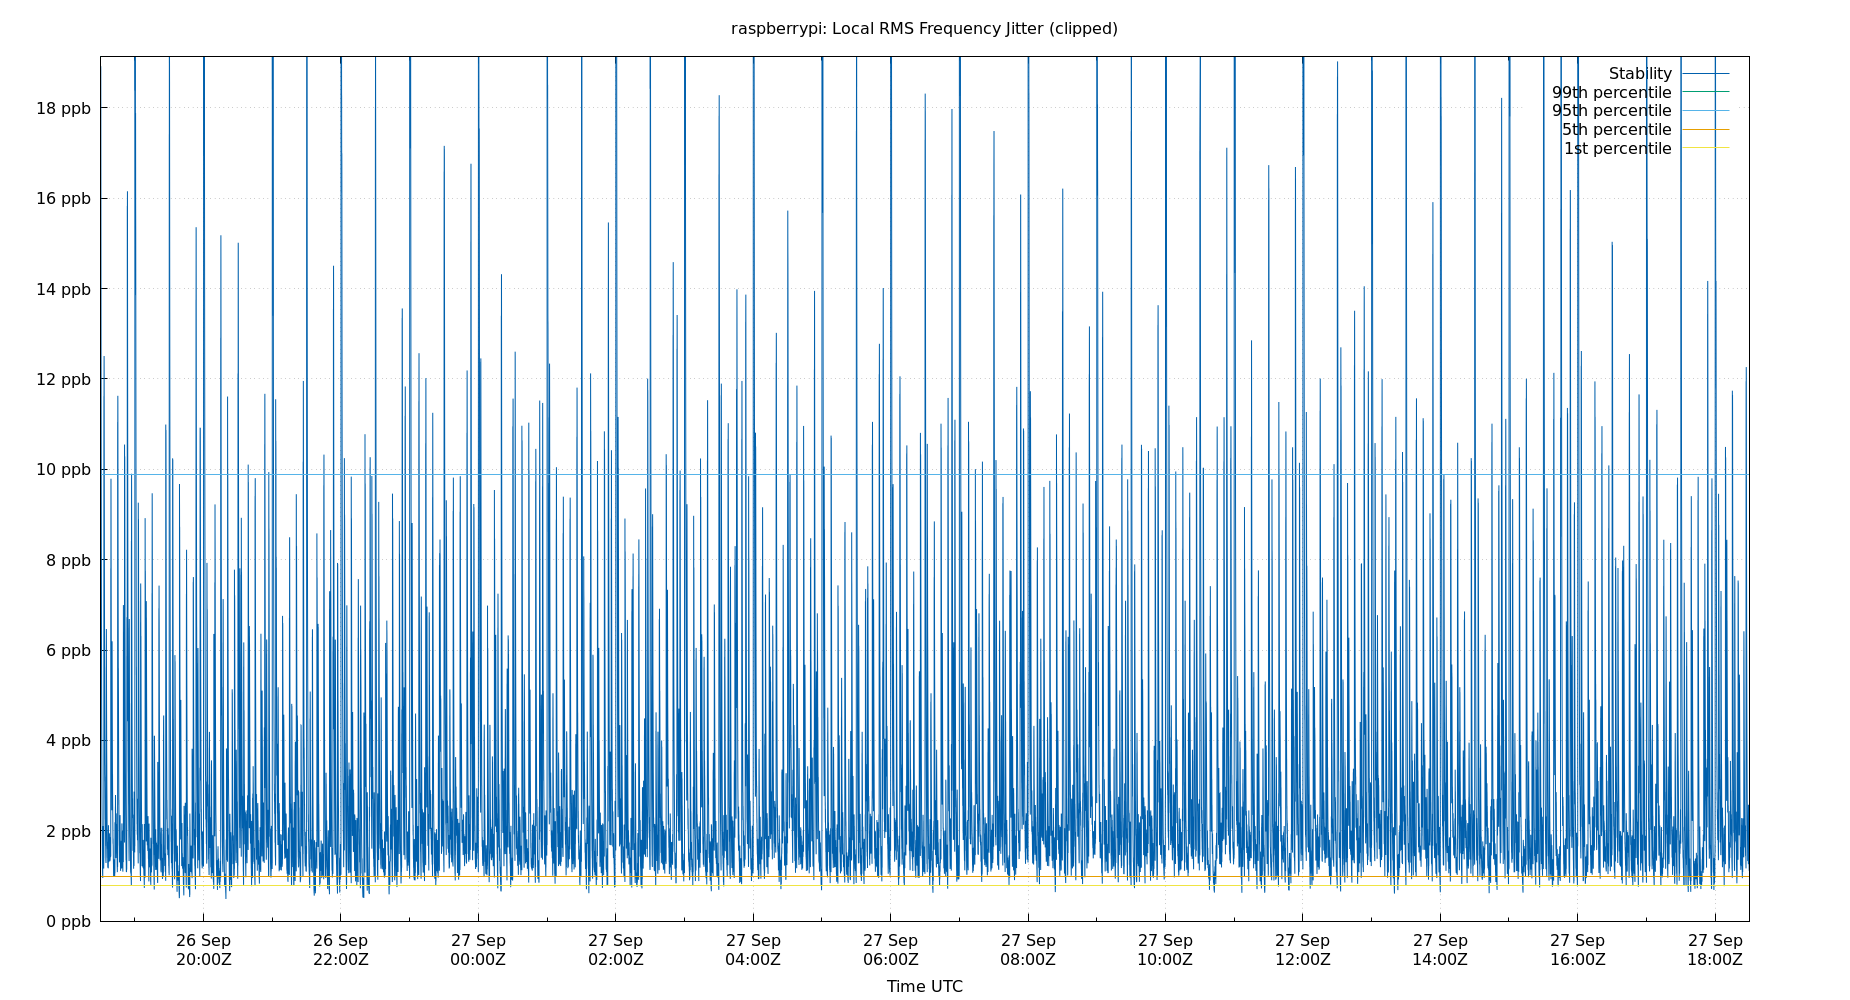 raspberrypi: Local RMS Frequency Jitter (clipped)
Stability
99th percentile
95th percentile
5th percentile
1st percentile
18 ppb
16 ppb
14 ppb
12 ppb
10 ppb
8 ppb
6 ppb
4 ppb
2 ppb
0 ppb
26 Sep 26 Sep 27 Sep 27 Sep 27 Sep 27 Sep 27 Sep 27 Sep 27 Sep 27 Sep 27 Sep 27 Sep
20:00Z 22:00Z 00:00Z 02:00Z 04:00Z 06:00Z 08:00Z 10:00Z 12:00Z 14:00Z 16:00Z 18:00Z
Time UTC